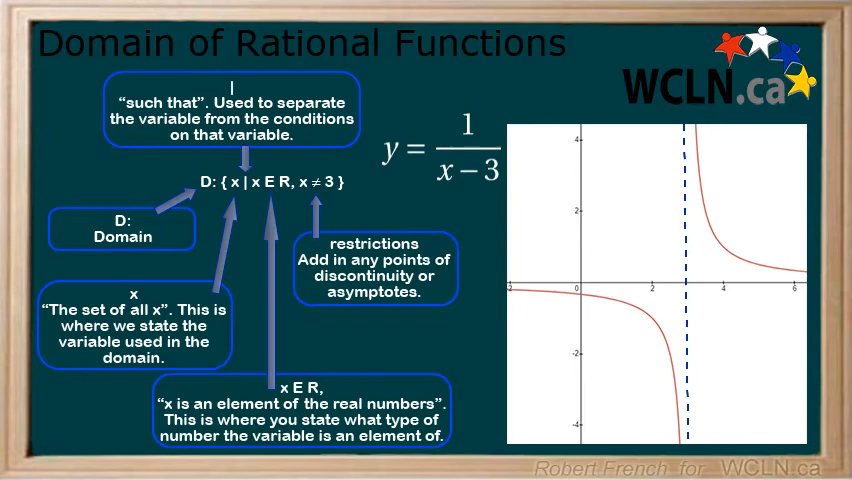 Domain of Rational Functions
WCLN.ca
|
“such that”. Used to separate
the variable from the conditions
on that variable.
y = 1 / (x − 3)
D: { x | x E R, x ≠ 3 }
D:
Domain
restrictions
Add in any points of
discontinuity or
asymptotes.
x
“The set of all x”. This is
where we state the
variable used in the
domain.
x E R,
“x is an element of the real numbers”.
This is where you state what type of
number the variable is an element of.
4
2
2 0 2 4 6
-2
-4
Robert French for WCLN.ca